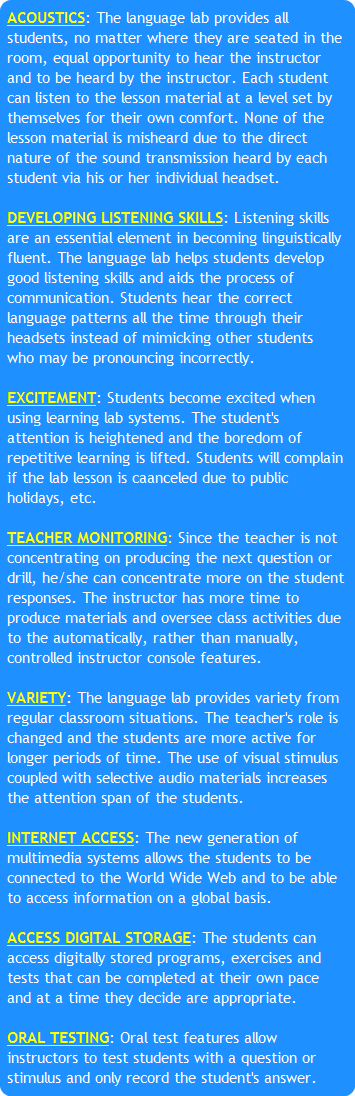 ACOUSTICS: The language lab provides all
students, no matter where they are seated in the
room, equal opportunity to hear the instructor
and to be heard by the instructor. Each student
can listen to the lesson material at a level set by
themselves for their own comfort. None of the
lesson material is misheard due to the direct
nature of the sound transmission heard by each
student via his or her individual headset.
DEVELOPING LISTENING SKILLS: Listening skills
are an essential element in becoming linguistically
fluent. The language lab helps students develop
good listening skills and aids the process of
communication. Students hear the correct
language patterns all the time through their
headsets instead of mimicking other students
who may be pronouncing incorrectly.
EXCITEMENT: Students become excited when
using learning lab systems. The student's
attention is heightened and the boredom of
repetitive learning is lifted. Students will complain
if the lab lesson is caanceled due to public
holidays, etc.
TEACHER MONITORING: Since the teacher is not
concentrating on producing the next question or
drill, he/she can concentrate more on the student
responses. The instructor has more time to
produce materials and oversee class activities due
to the automatically, rather than manually,
controlled instructor console features.
VARIETY: The language lab provides variety from
regular classroom situations. The teacher's role is
changed and the students are more active for
longer periods of time. The use of visual stimulus
coupled with selective audio materials increases
the attention span of the students.
INTERNET ACCESS: The new generation of
multimedia systems allows the students to be
connected to the World Wide Web and to be able
to access information on a global basis.
ACCESS DIGITAL STORAGE: The students can
access digitally stored programs, exercises and
tests that can be completed at their own pace
and at a time they decide are appropriate.
ORAL TESTING: Oral test features allow
instructors to test students with a question or
stimulus and only record the student's answer.